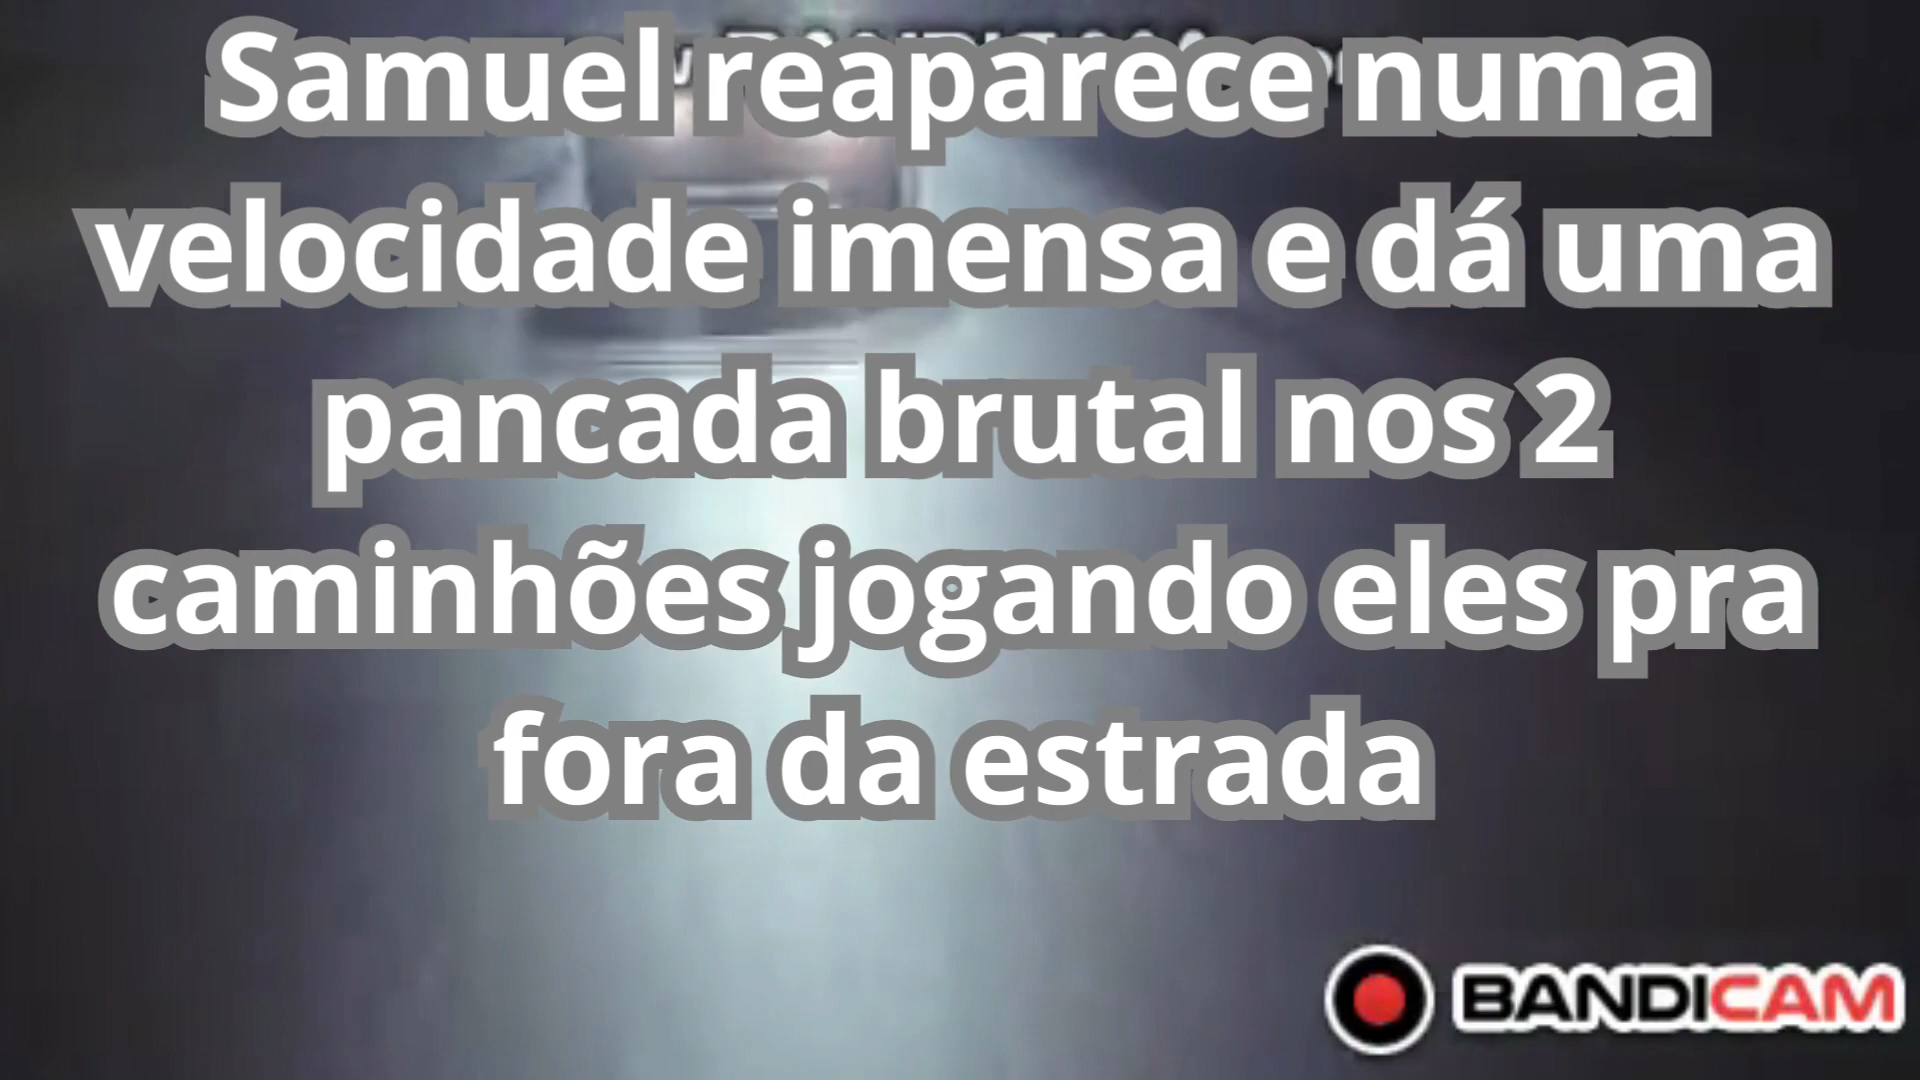 Samuel reaparece numa
velocidade imensa e dá uma
pancada brutal nos 2
caminhões jogando eles pra
fora da estrada
BANDICAM